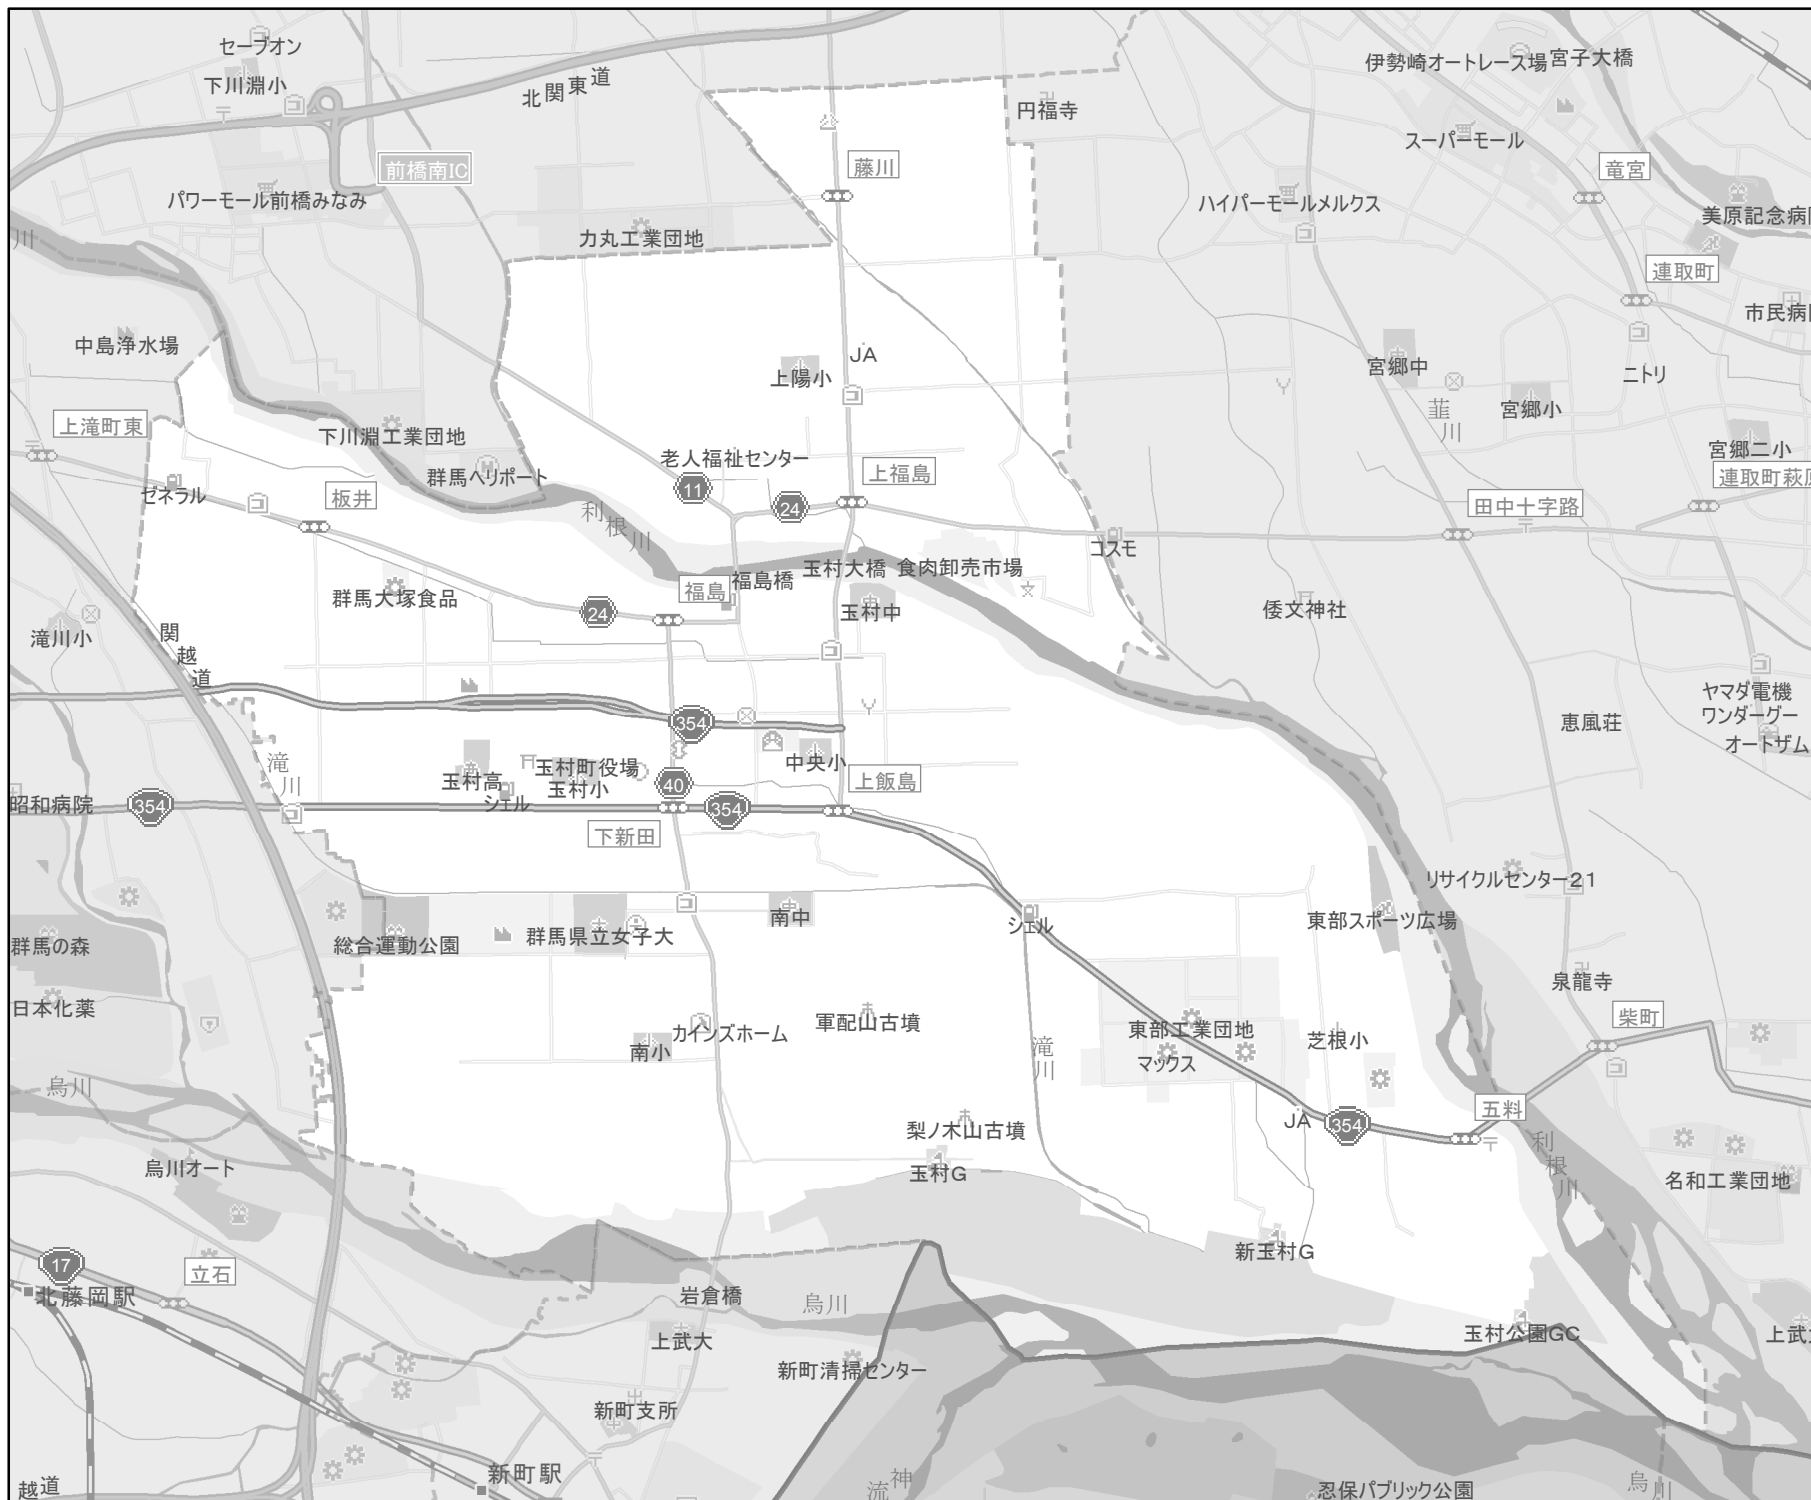 セーブオン
下川淵小
北関東道
伊勢崎オートレース場
宮子大橋
円福寺
スーパーモール
前橋南IC
藤川
竜宮
パワーモール前橋みなみ
ハイパーモールメルクス
美原記念病
力丸工業団地
川
連取町
市民病
中島浄水場
JA
上陽小
宮郷中
ニトリ
宮郷小
韮川
上滝町東
下川淵工業団地
老人福祉センター
宮郷二小
群馬ヘリポート
上福島
連取町萩原
ゼネラル
板井
11
24
田中十字路
利根川
コスモ
玉村大橋
食肉卸売市場
福島
福島橋
群馬大塚食品
24
玉村中
倭文神社
滝川小
関越道
ヤマダ電機
ワンダーグー
オートザム
恵風荘
354
滝川
玉村高
シェル
玉村町役場
玉村小
40
中央小
上飯島
昭和病院
354
354
下新田
リサイクルセンター21
東部スポーツ広場
群馬の森
総合運動公園
群馬県立女子大
南中
シェル
泉龍寺
日本化薬
柴町
カインズホーム
軍配山古墳
南小
滝川
東部工業団地
マックス
芝根小
烏川
五料
JA
354
梨ノ木山古墳
利根川
烏川オート
玉村G
名和工業団地
新玉村G
17
立石
北藤岡駅
岩倉橋
烏川
上武大
玉村公園GC
上武
新町清掃センター
新町支所
新町駅
越道
神流
忍保パブリック公園
烏川